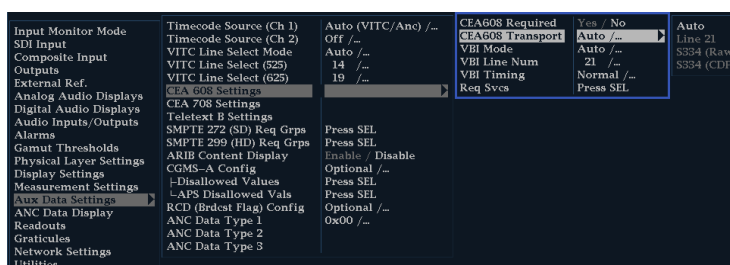 Input Monitor Mode
SDI Input
Composite Input
Outputs
External Ref.
Analog Audio Displays
Digital Audio Displays
Audio Inputs/Outputs
Alarms
Gamut Thresholds
Physical Layer Settings
Display Settings
Measurement Settings
Aux Data Settings
ANC Data Display
Readouts
Graticules
Network Settings
Utilities
Timecode Source (Ch 1) Auto (VITC/Anc) /...
Timecode Source (Ch 2) Off /...
VITC Line Select Mode Auto /...
VITC Line Select (525) 14 /...
VITC Line Select (625) 19 /...
CEA 608 Settings
CEA 708 Settings
Teletext B Settings
SMPTE 272 (SD) Req Grps Press SEL
SMPTE 299 (HD) Req Grps Press SEL
ARIB Content Display Enable / Disable
CGMS-A Config Optional /...
├Disallowed Values Press SEL
└APS Disallowed Vals Press SEL
RCD (Brdcst Flag) Config Optional /...
ANC Data Type 1 0x00 /...
ANC Data Type 2
ANC Data Type 3
CEA608 Required Yes / No
CEA608 Transport Auto /...
VBI Mode Auto /...
VBI Line Num 21 /...
VBI Timing Normal /...
Req Svcs Press SEL
Auto
Line 21
S334 (Raw
S334 (CDP